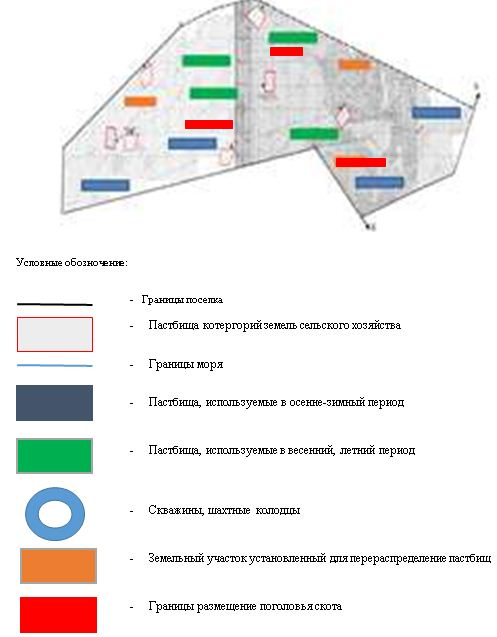 Условные обозначение:
- Границы поселка
- Пастбища котергорий земель сельского хозяйства
- Границы моря
- Пастбища, используемые в осенне-зимный период
- Пастбища, используемые в весенний, летний период
- Скважины, шахтные колодцы
- Земельный участок установленный для перераспределение пастбищ
- Границы размещение поголовья скота